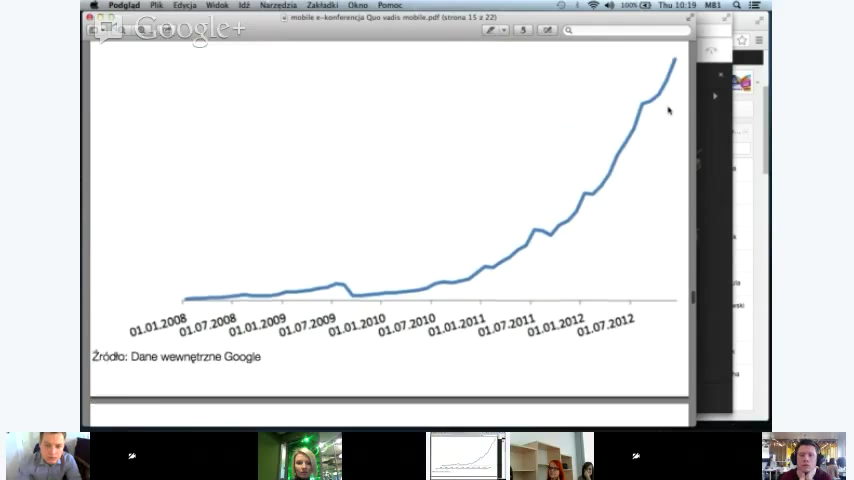 Podgląd Plik Edycja Widok Idź Narzędzia Zakładki Okno Pomoc 100% Thu 10:19 MB1
mobile e-konferencja Quo vadis mobile.pdf (strona 15 z 22)
Google+
01.01.2008 01.07.2008 01.01.2009 01.07.2009 01.01.2010 01.07.2010 01.01.2011 01.07.2011 01.01.2012 01.07.2012
Źródło: Dane wewnętrzne Google